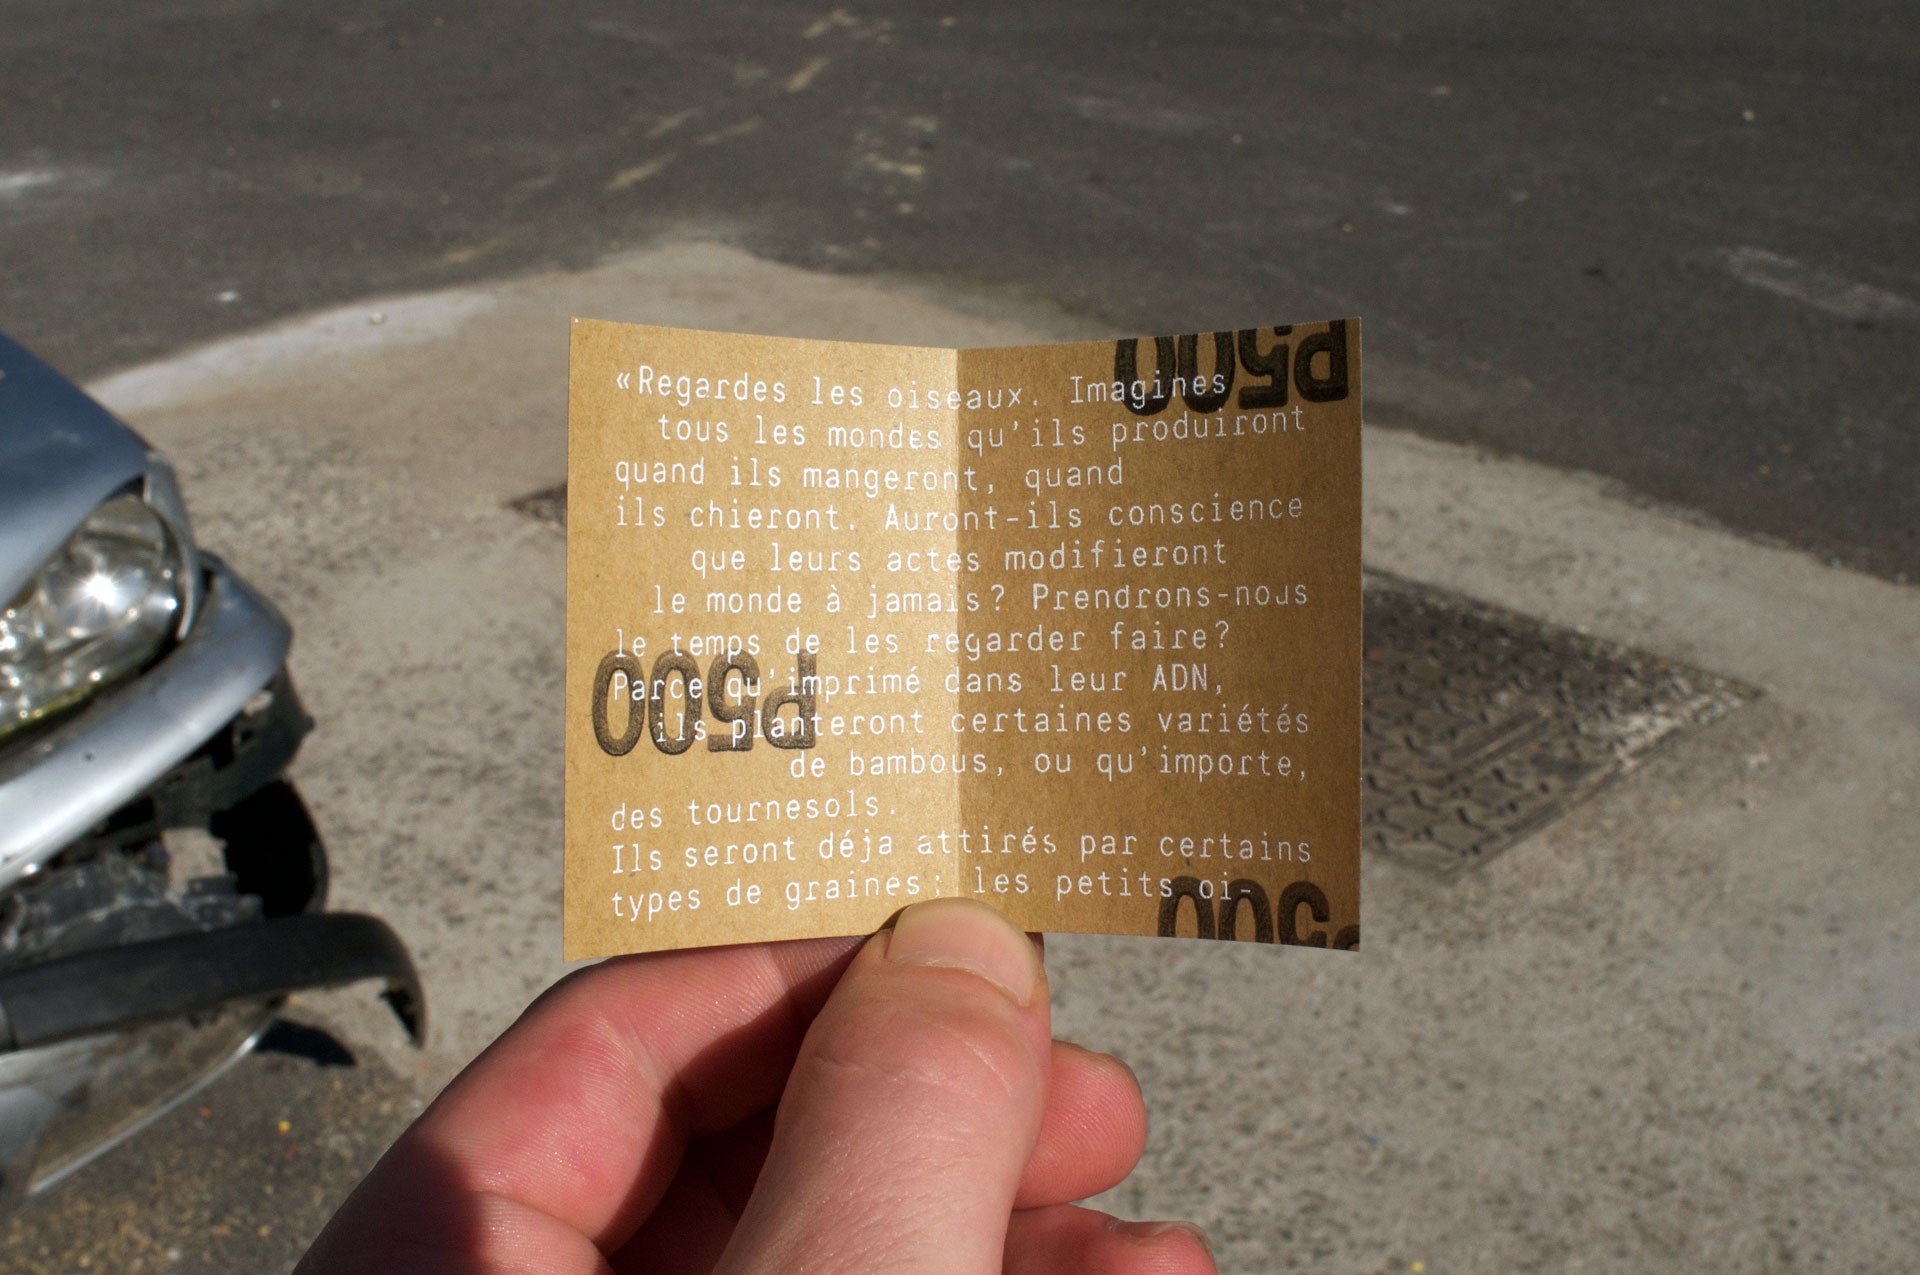 «Regardes les oiseaux. Imagines
tous les mondes qu'ils produiront
quand ils mangeront, quand
ils chieront. Auront-ils conscience
que leurs actes modifieront
le monde à jamais? Prendrons-nous
le temps de les regarder faire?
Parce qu'imprimé dans leur ADN,
ils planteront certaines variétés
de bambous, ou qu'importe,
des tournesols.
Ils seront déja attirés par certains
types de graines: les petits oi-
P500
P500
P500